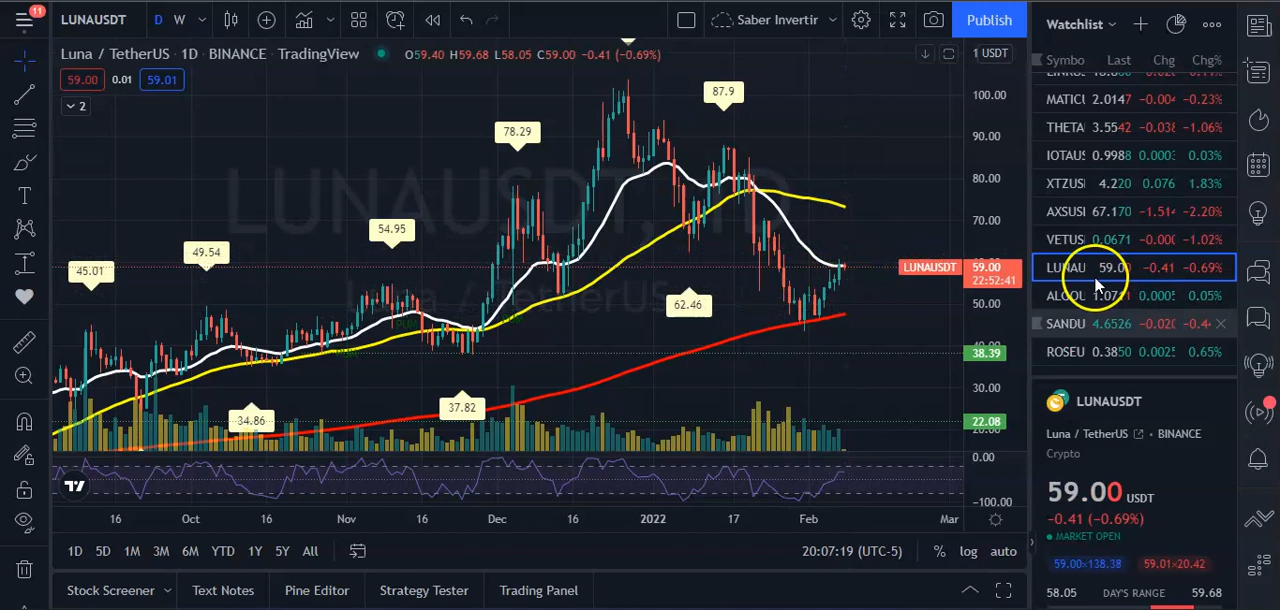 11
LUNAUSDT D W
Saber Invertir
Publish
Luna / TetherUS · 1D · BINANCE · TradingView
O59.40 H59.68 L58.05 C59.00 −0.41 (−0.69%)
59.00 0.01 59.01
2
45.01
49.54
54.95
78.29
87.9
62.46
34.86
37.82
LUNAUSDT, 1D
Luna / TetherUS
USDT
100.00
90.00
80.00
70.00
LUNAUSDT 59.00
22:52:41
50.00
38.39
30.00
22.08
0.00
−100.00
16 Oct 16 Nov 16 Dec 16 2022 17 Feb Mar
1D 5D 1M 3M 6M YTD 1Y 5Y All
20:07:19 (UTC-5) % log auto
Stock Screener Text Notes Pine Editor Strategy Tester Trading Panel
Watchlist
Symbo Last Chg Chg%
MATICU 2.0147 −0.004 −0.23%
THETA 3.5542 −0.038 −1.06%
IOTAUS 0.9988 0.0003 0.03%
XTZUS 4.220 0.076 1.83%
AXSUSI 67.170 −1.514 −2.20%
VETUS 0.0671 −0.000 −1.02%
LUNAU 59.00 −0.41 −0.69%
0.0005 0.05%
SANDU 4.6526 −0.020
ROSEU 0.3850 0.0025 0.65%
LUNAUSDT
Luna / TetherUS · BINANCE
Crypto
59.00 USDT
−0.41 (−0.69%)
MARKET OPEN
59.00×138.38 59.01×20.42
58.05 DAY'S RANGE 59.68